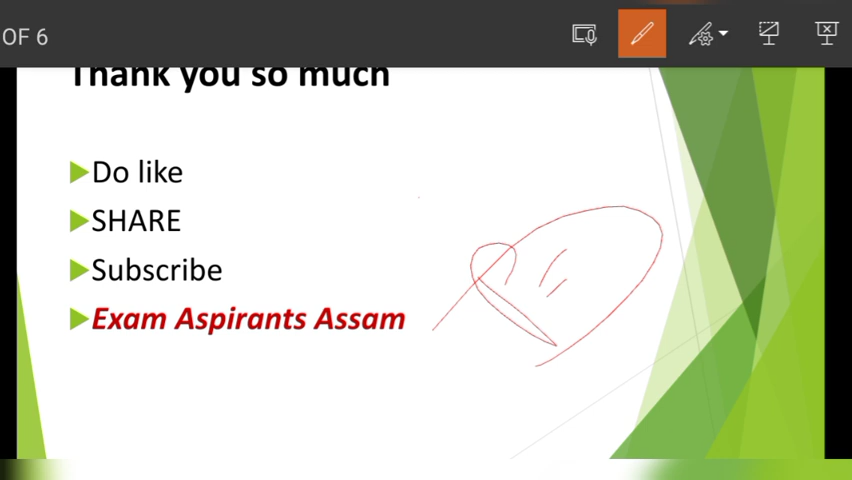 OF 6
Thank you so much
Do like
SHARE
Subscribe
Exam Aspirants Assam